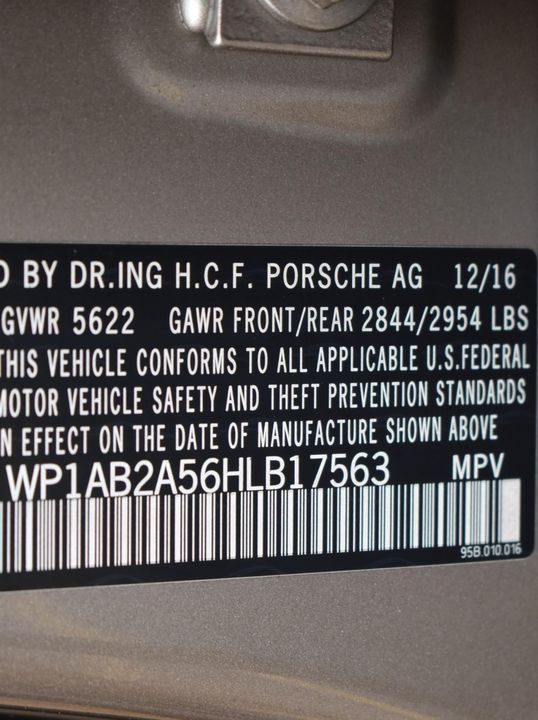 D BY DR.ING H.C.F. PORSCHE AG 12/16
GVWR 5622 GAWR FRONT/REAR 2844/2954 LBS
THIS VEHICLE CONFORMS TO ALL APPLICABLE U.S.FEDERAL
MOTOR VEHICLE SAFETY AND THEFT PREVENTION STANDARDS
N EFFECT ON THE DATE OF MANUFACTURE SHOWN ABOVE
WP1AB2A56HLB17563 MPV
95B.010.016